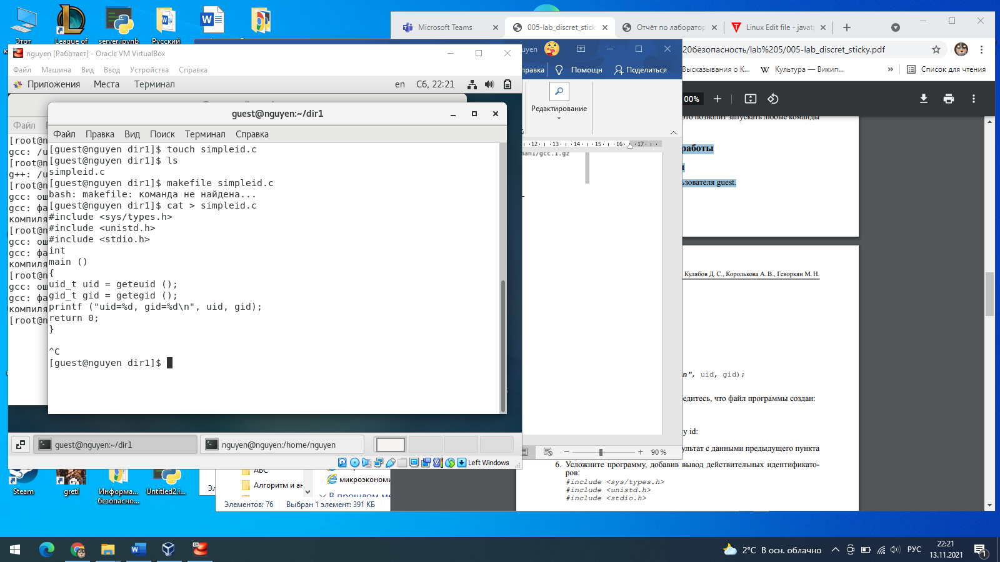 Этот
League of
server.ipynb
Русский
Microsoft Teams
005-lab_discret_stick
Отчёт по лаборатор
Linux Edit file - javatp
20безопасность/lab%205/005-lab_discret_sticky.pdf
Высказывания о К...
Культура — Викип...
»
Список для чтения
nguyen [Работает] - Oracle VM VirtualBox
Файл Машина Вид Ввод Устройства Справка
Приложения Места Терминал
en Сб, 22:21
guest@nguyen:~/dir1
Файл Правка Вид Поиск Терминал Справка
[guest@nguyen dir1]$ touch simpleid.c
[guest@nguyen dir1]$ ls
simpleid.c
[guest@nguyen dir1]$ makefile simpleid.c
bash: makefile: команда не найдена...
[guest@nguyen dir1]$ cat > simpleid.c
#include <sys/types.h>
#include <unistd.h>
#include <stdio.h>
int
main ()
{
uid_t uid = geteuid ();
gid_t gid = getegid ();
printf ("uid=%d, gid=%d\n", uid, gid);
return 0;
}
^C
[guest@nguyen dir1]$
Файл
[root@n
gcc: /u
[root@n
g++: /u
[root@n
gcc: ош
gcc: фа
компиля
[root@n
gcc: ош
gcc: фа
компиля
[root@n
gcc: ош
gcc: фа
компиля
[root@n
guest@nguyen:~/dir1
nguyen@nguyen:/home/nguyen
Left Windows
uyen
равка
Помощн
Поделиться
Редактирование
12 13 14 15 16 17
man1/gcc.1.gz
90 %
00%
это позволит запускать любые команды
работы
ьзователя guest.
Кулябов Д. С., Королькова А. В., Геворкян М. Н.
n", uid, gid);
едитесь, что файл программы создан:
у id:
ультат с данными предыдущего пункта
6. Усложните программу, добавив вывод действительных идентификато-
ров:
#include <sys/types.h>
#include <unistd.h>
#include <stdio.h>
Steam
gretl
Информа...
безопасно...
Untitled2.i...
Эл
АВС
Алгоритм и ан
микроэкономи
В прошлом ме
Элементов: 76 Выбран 1 элемент: 391 КБ
2°C В осн. облачно
РУС
22:21
13.11.2021
1